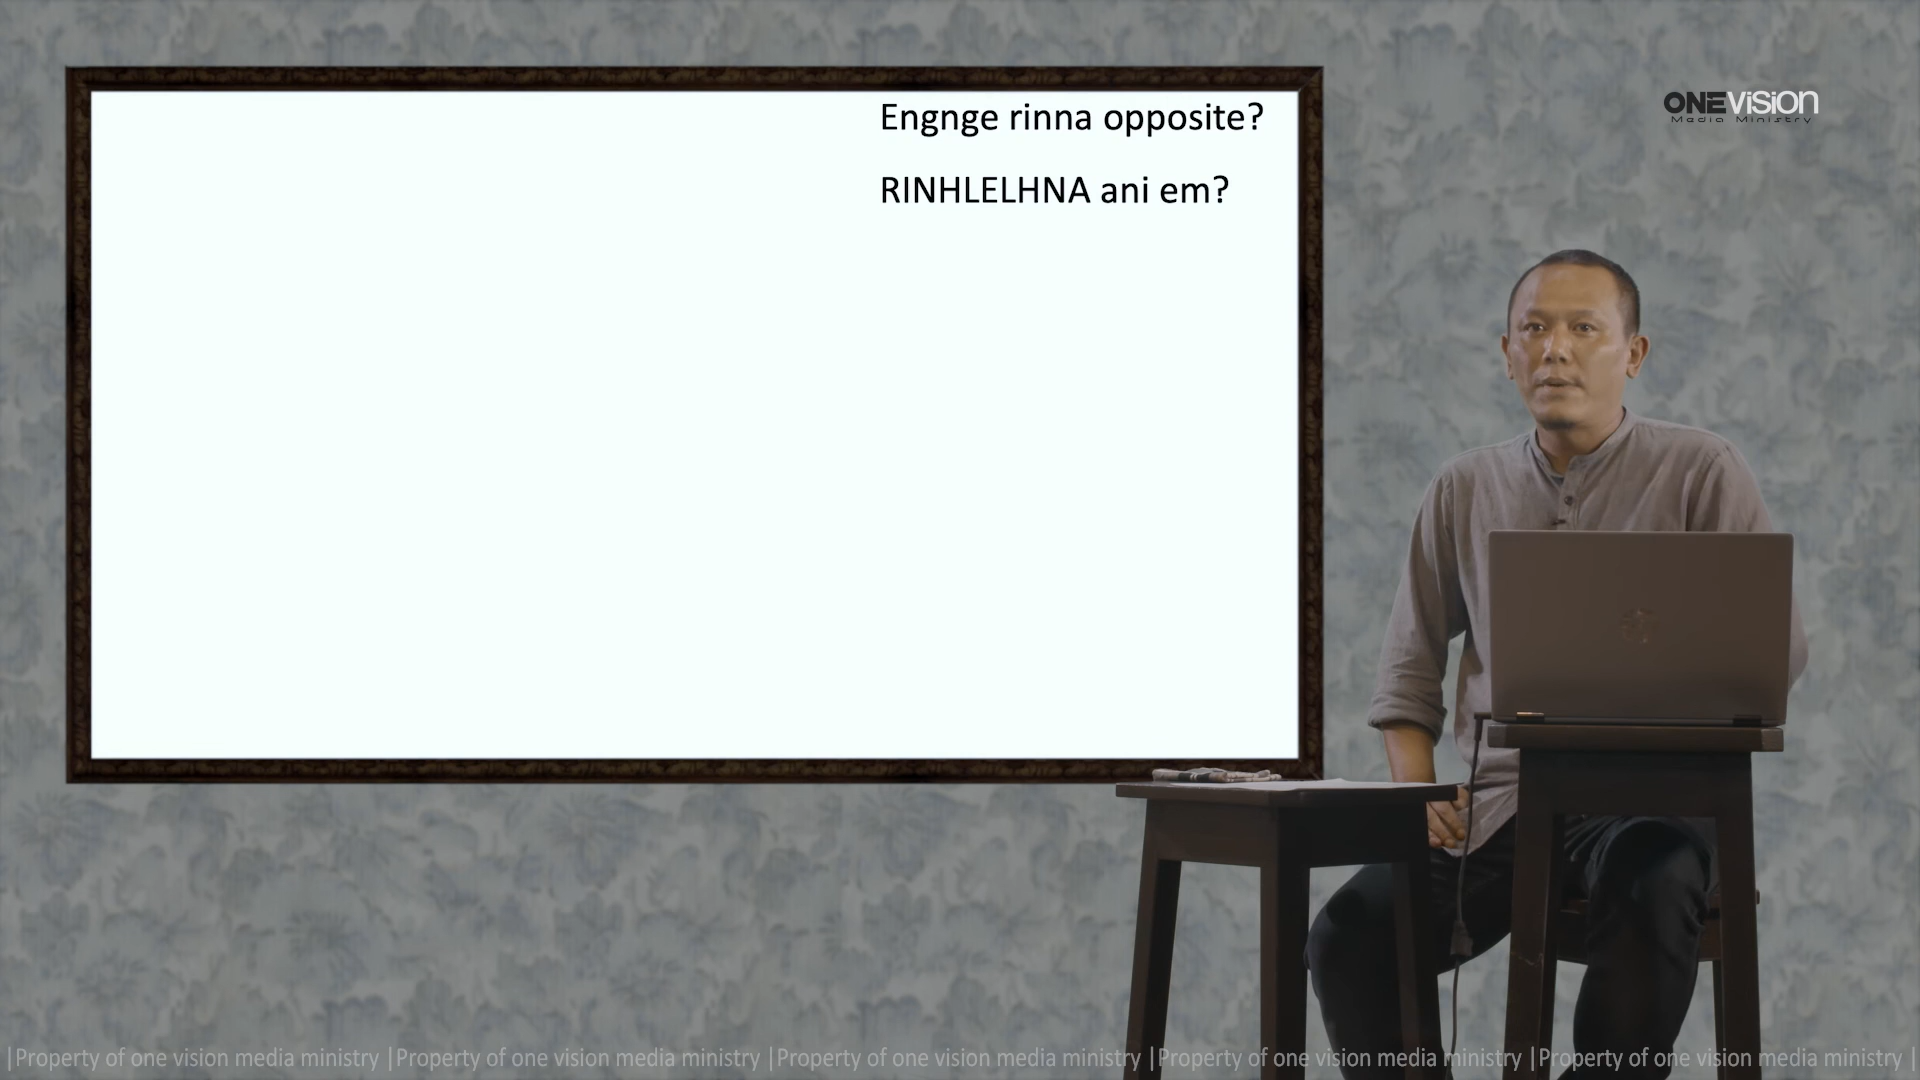 Engnge rinna opposite?
RINHLELHNA ani em?
ONEVISION
Media Ministry
|Property of one vision media ministry |Property of one vision media ministry |Property of one vision media ministry |Property of one vision media ministry |Property of one vision media ministry |